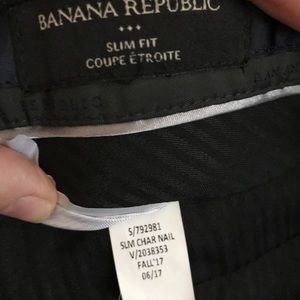 BANANA REPUBLIC
SLIM FIT
COUPE ÉTROITE
S/792981
SLM CHAR NAIL
V/2038353
FALL'17
06/17